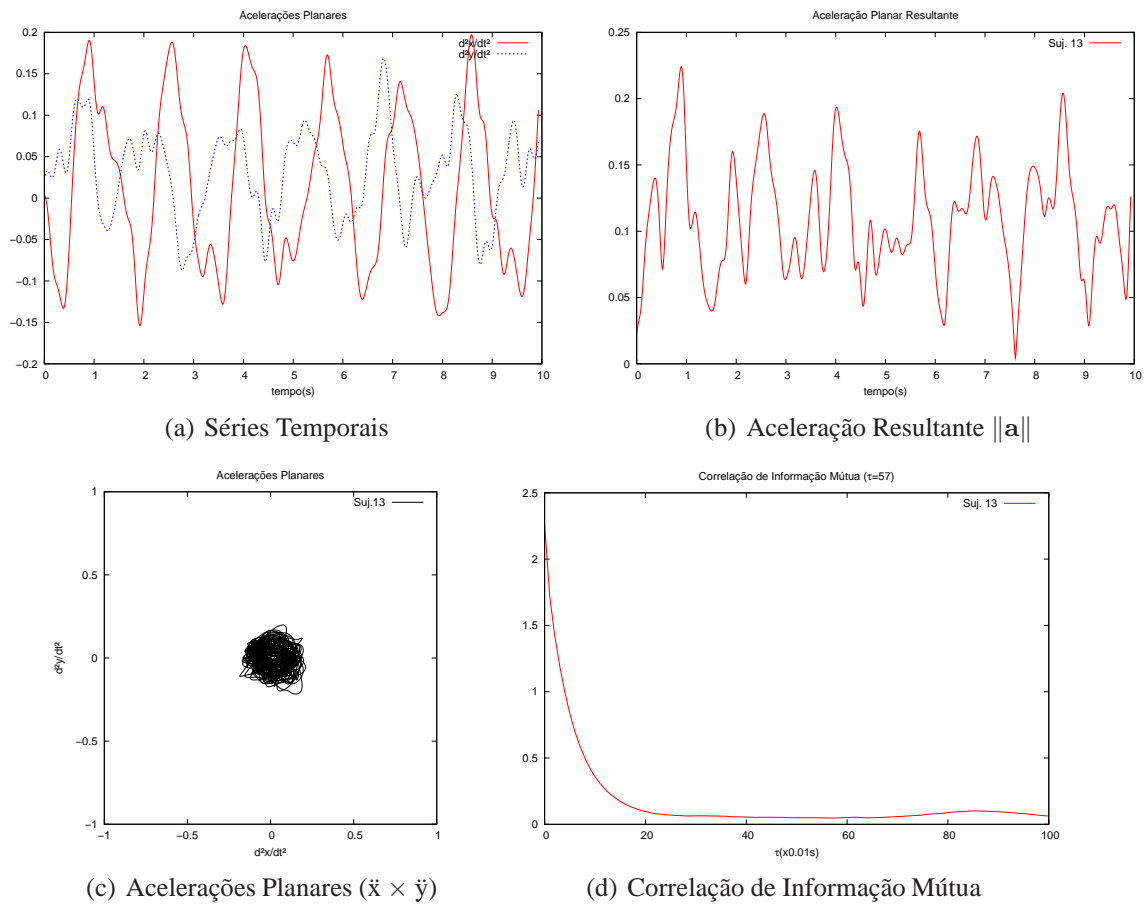 Acelerações Planares
d²x/dt²
d²y/dt²
0.2
0.15
0.1
0.05
0
−0.05
−0.1
−0.15
−0.2
0 1 2 3 4 5 6 7 8 9 10
tempo(s)
(a) Séries Temporais
Aceleração Planar Resultante
Suj. 13
0.25
0.2
0.15
0.1
0.05
0
0 1 2 3 4 5 6 7 8 9 10
tempo(s)
(b) Aceleração Resultante ‖a‖
Acelerações Planares
Suj.13
1
0.5
0
−0.5
−1
d²y/dt²
−1 −0.5 0 0.5 1
d²x/dt²
(c) Acelerações Planares (ẍ × ÿ)
Correlação de Informação Mútua (τ=57)
Suj. 13
2.5
2
1.5
1
0.5
0
0 20 40 60 80 100
τ(x0.01s)
(d) Correlação de Informação Mútua